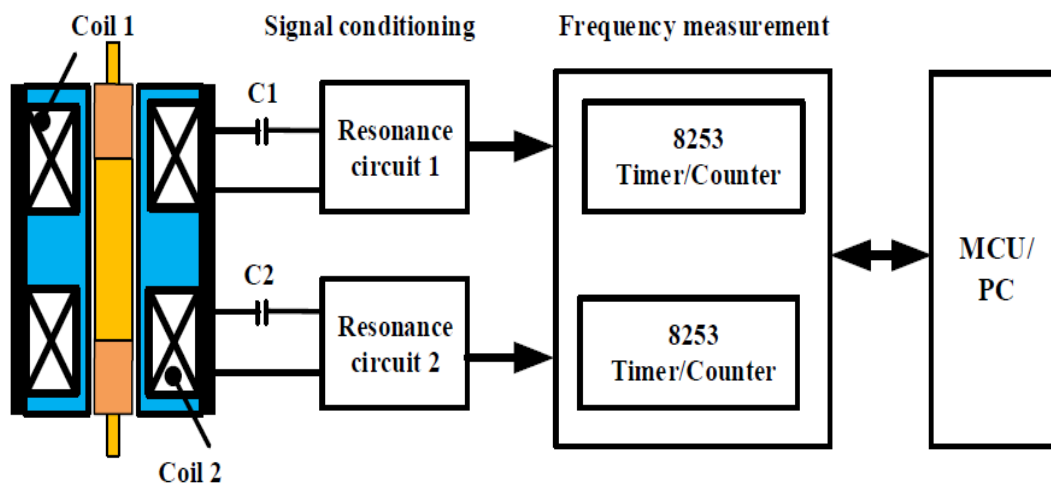 Coil 1
Signal conditioning
Frequency measurement
C1
Resonance
circuit 1
8253
Timer/Counter
C2
Resonance
circuit 2
8253
Timer/Counter
MCU/
PC
Coil 2